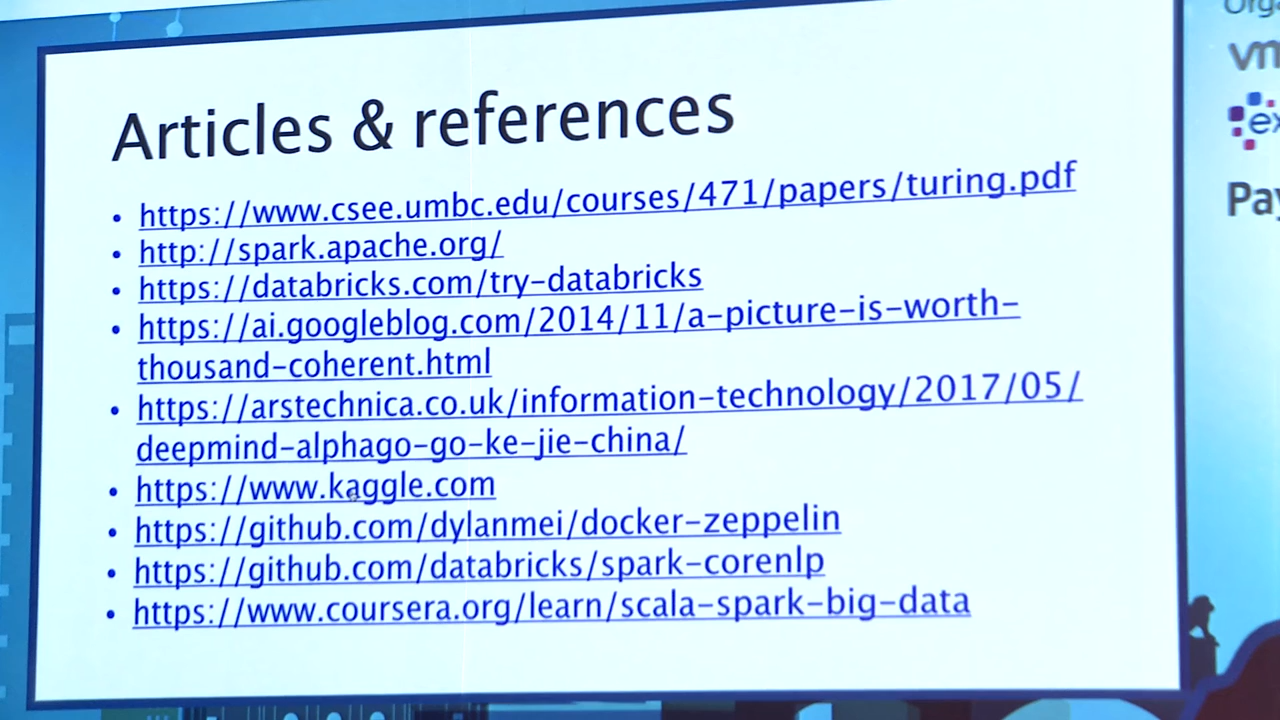 Articles & references
• https://www.csee.umbc.edu/courses/471/papers/turing.pdf
• http://spark.apache.org/
• https://databricks.com/try-databricks
• https://ai.googleblog.com/2014/11/a-picture-is-worth-
thousand-coherent.html
• https://arstechnica.co.uk/information-technology/2017/05/
deepmind-alphago-go-ke-jie-china/
• https://www.kaggle.com
• https://github.com/dylanmei/docker-zeppelin
• https://github.com/databricks/spark-corenlp
• https://www.coursera.org/learn/scala-spark-big-data